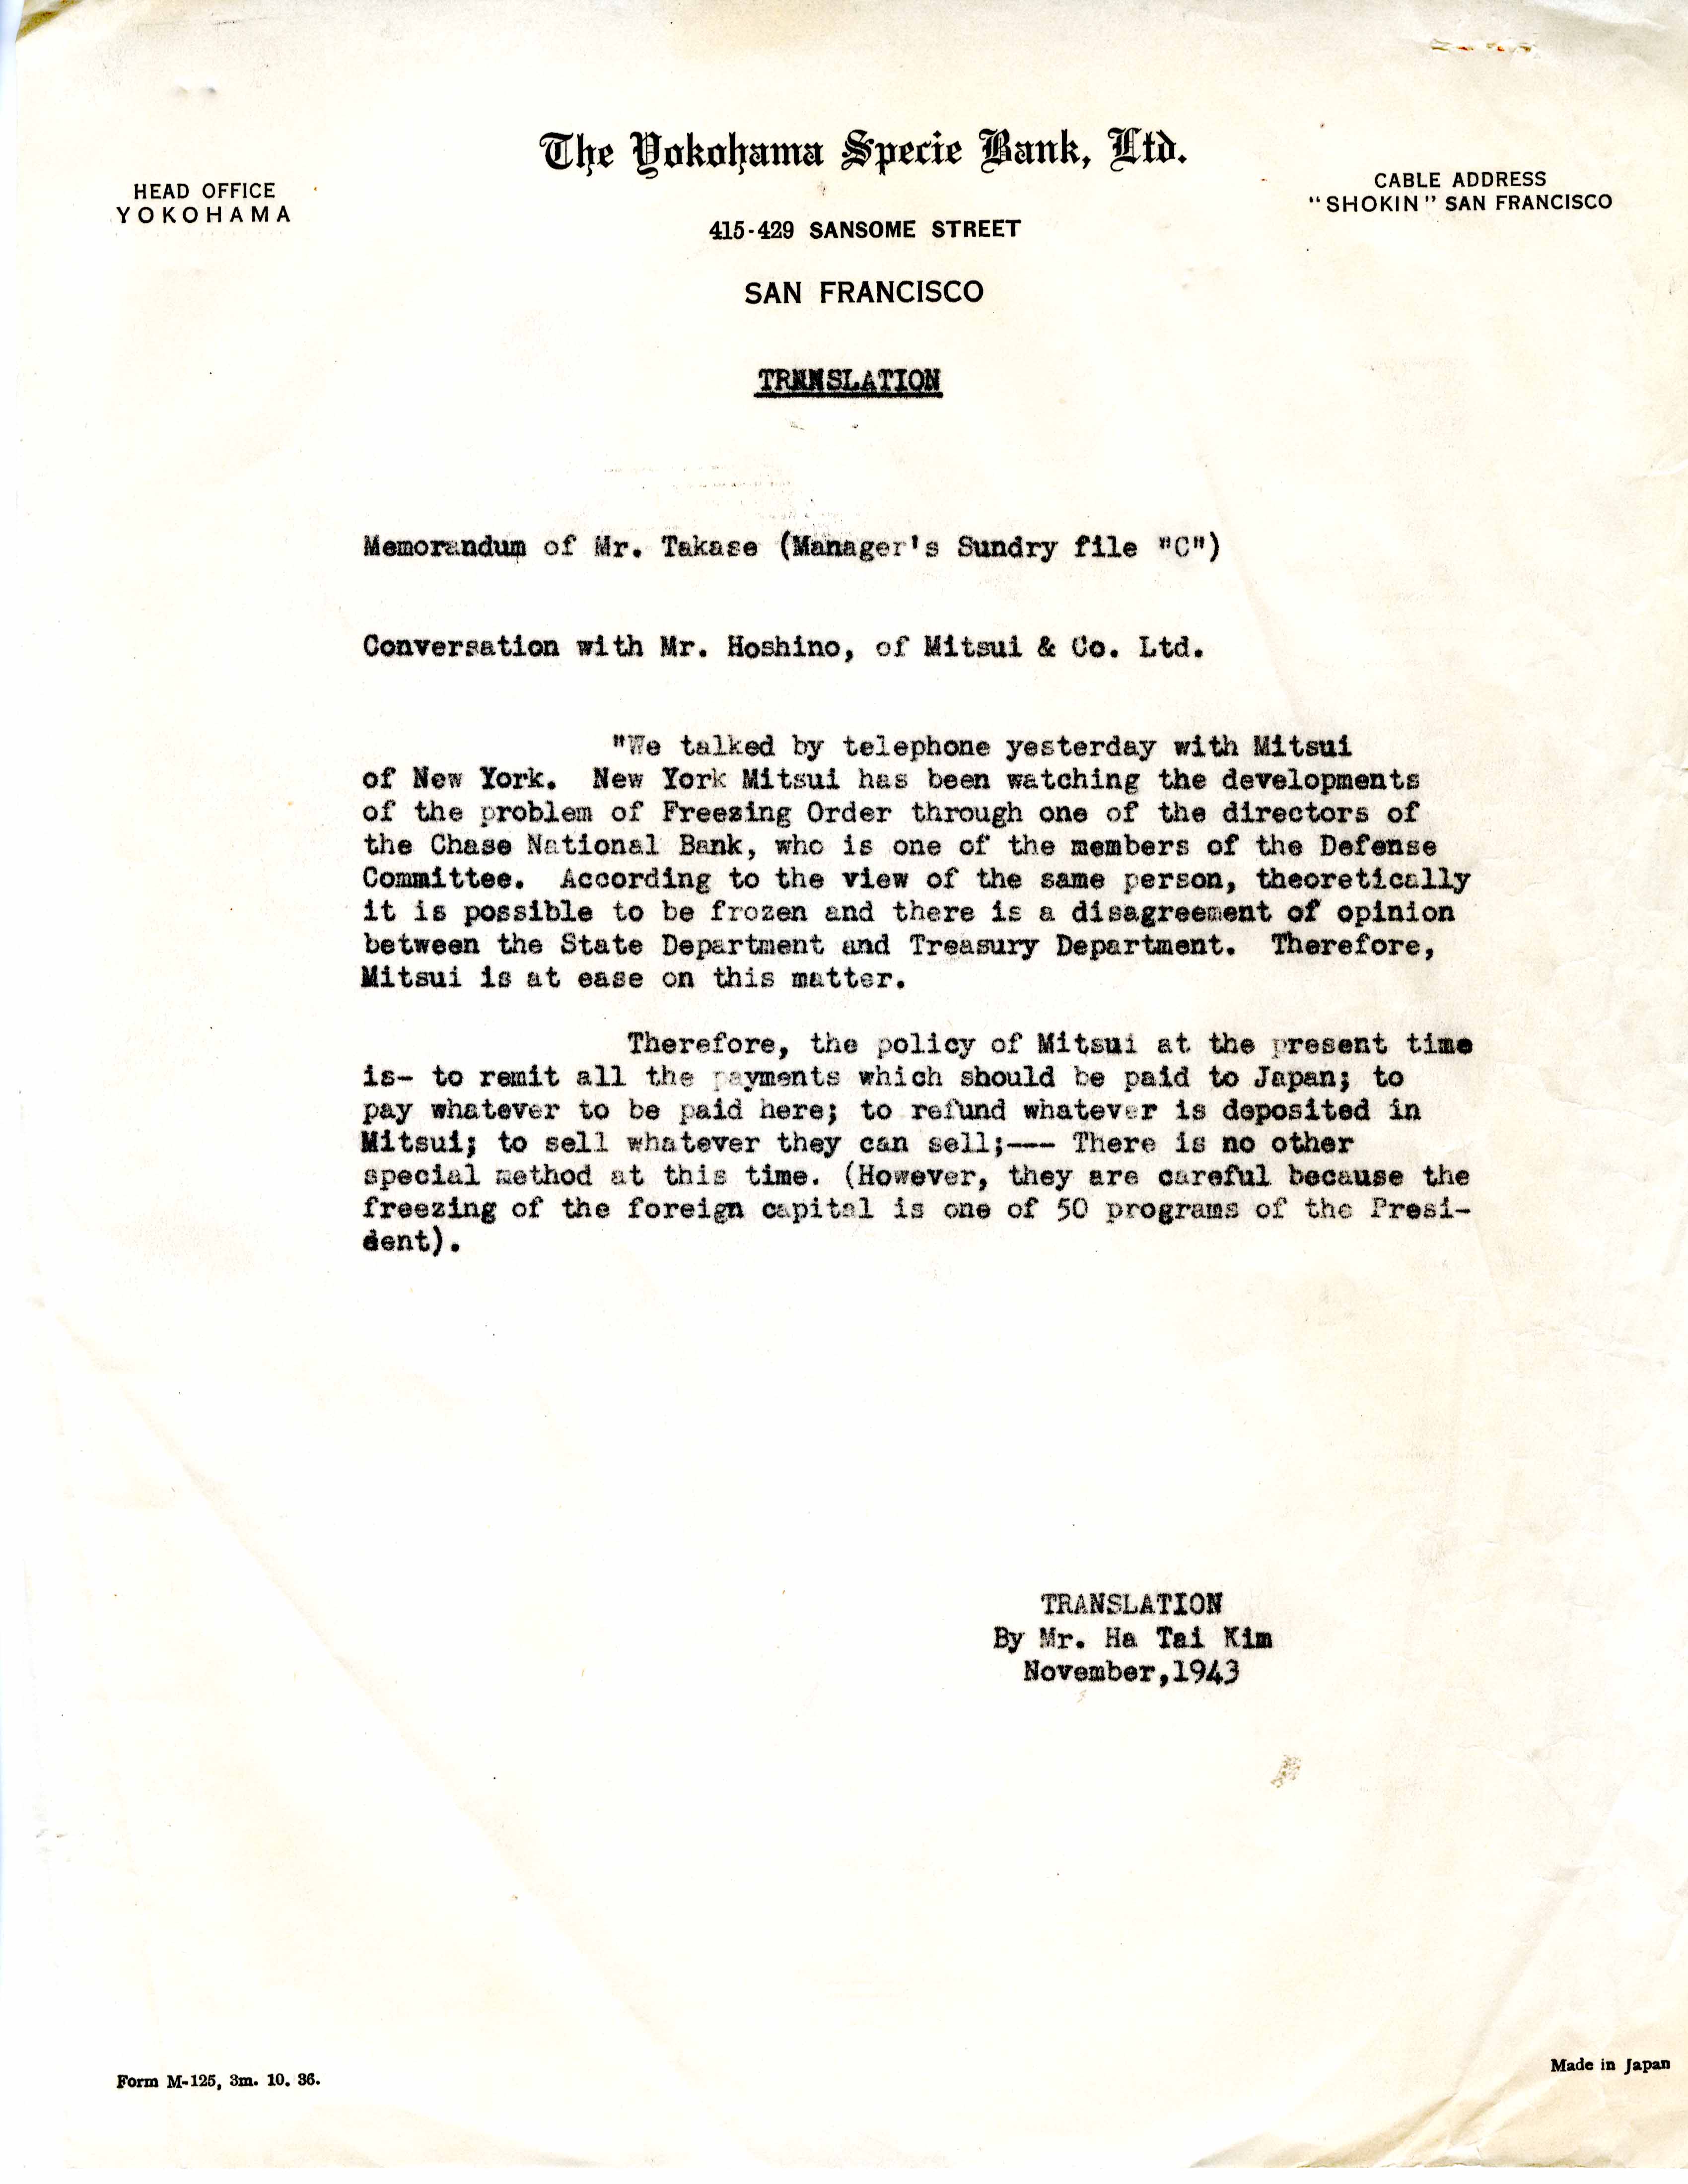 The Yokohama Specie Bank, Ltd.
HEAD OFFICE
YOKOHAMA
CABLE ADDRESS
"SHOKIN" SAN FRANCISCO
415-429 SANSOME STREET
SAN FRANCISCO
TRANSLATION
Memorandum of Mr. Takase (Manager's Sundry file "C")
Conversation with Mr. Hoshino, of Mitsui & Co. Ltd.
"We talked by telephone yesterday with Mitsui
of New York. New York Mitsui has been watching the developments
of the problem of Freezing Order through one of the directors of
the Chase National Bank, who is one of the members of the Defense
Committee. According to the view of the same person, theoretically
it is possible to be frozen and there is a disagreement of opinion
between the State Department and Treasury Department. Therefore,
Mitsui is at ease on this matter.
Therefore, the policy of Mitsui at the present time
is- to remit all the payments which should be paid to Japan; to
pay whatever to be paid here; to refund whatever is deposited in
Mitsui; to sell whatever they can sell;--- There is no other
special method at this time. (However, they are careful because the
freezing of the foreign capital is one of 50 programs of the Presi-
dent).
TRANSLATION
By Mr. Ha Tai Kim
November,1943
Form M-125, 3m. 10. 36.
Made in Japan